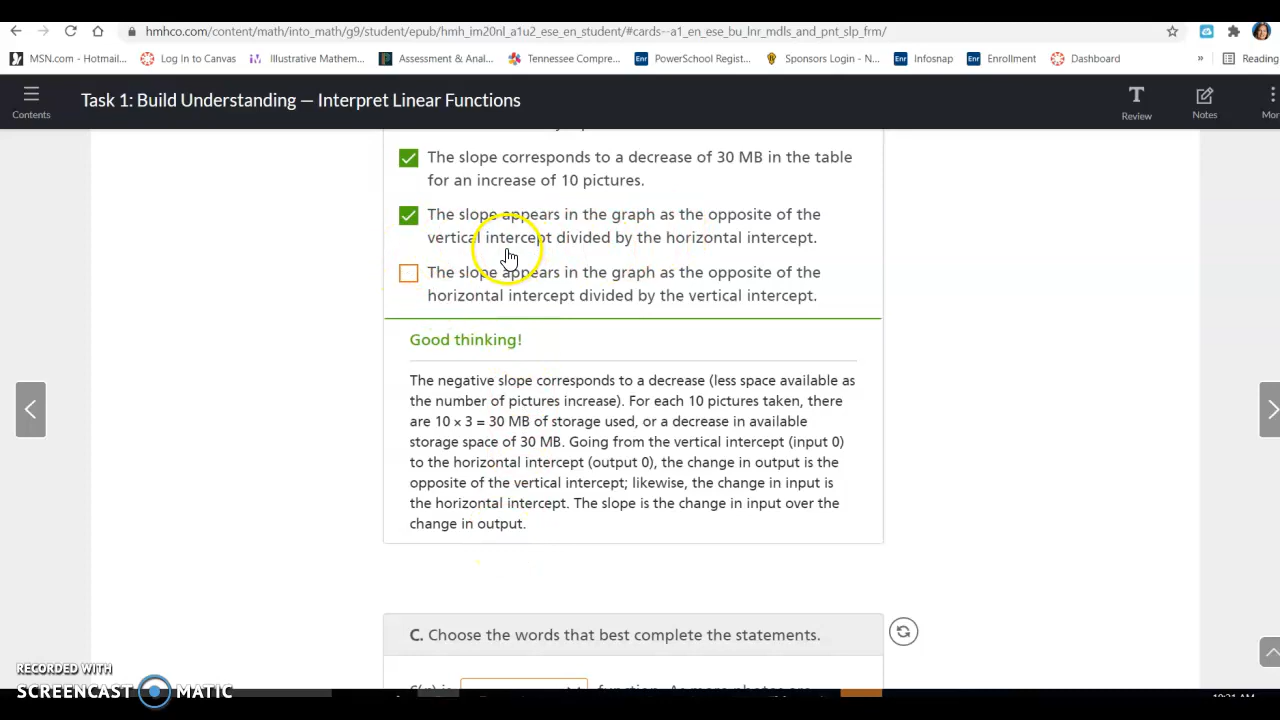 hmhco.com/content/math/into_math/g9/student/epub/hmh_im20nl_a1u2_ese_en_student/#cards--a1_en_ese_bu_lnr_mdls_and_pnt_slp_frm/
MSN.com - Hotmail... Log In to Canvas Illustrative Mathem... Assessment & Anal... Tennessee Compre... PowerSchool Regist... Sponsors Login - N... Infosnap Enrollment Dashboard » Reading
Contents
Task 1: Build Understanding — Interpret Linear Functions
Review
Notes
Mor
The slope corresponds to a decrease of 30 MB in the table
for an increase of 10 pictures.
The slope appears in the graph as the opposite of the
vertical intercept divided by the horizontal intercept.
The slope appears in the graph as the opposite of the
horizontal intercept divided by the vertical intercept.
Good thinking!
The negative slope corresponds to a decrease (less space available as
the number of pictures increase). For each 10 pictures taken, there
are 10 × 3 = 30 MB of storage used, or a decrease in available
storage space of 30 MB. Going from the vertical intercept (input 0)
to the horizontal intercept (output 0), the change in output is the
opposite of the vertical intercept; likewise, the change in input is
the horizontal intercept. The slope is the change in input over the
change in output.
C. Choose the words that best complete the statements.
RECORDED WITH
SCREENCAST MATIC